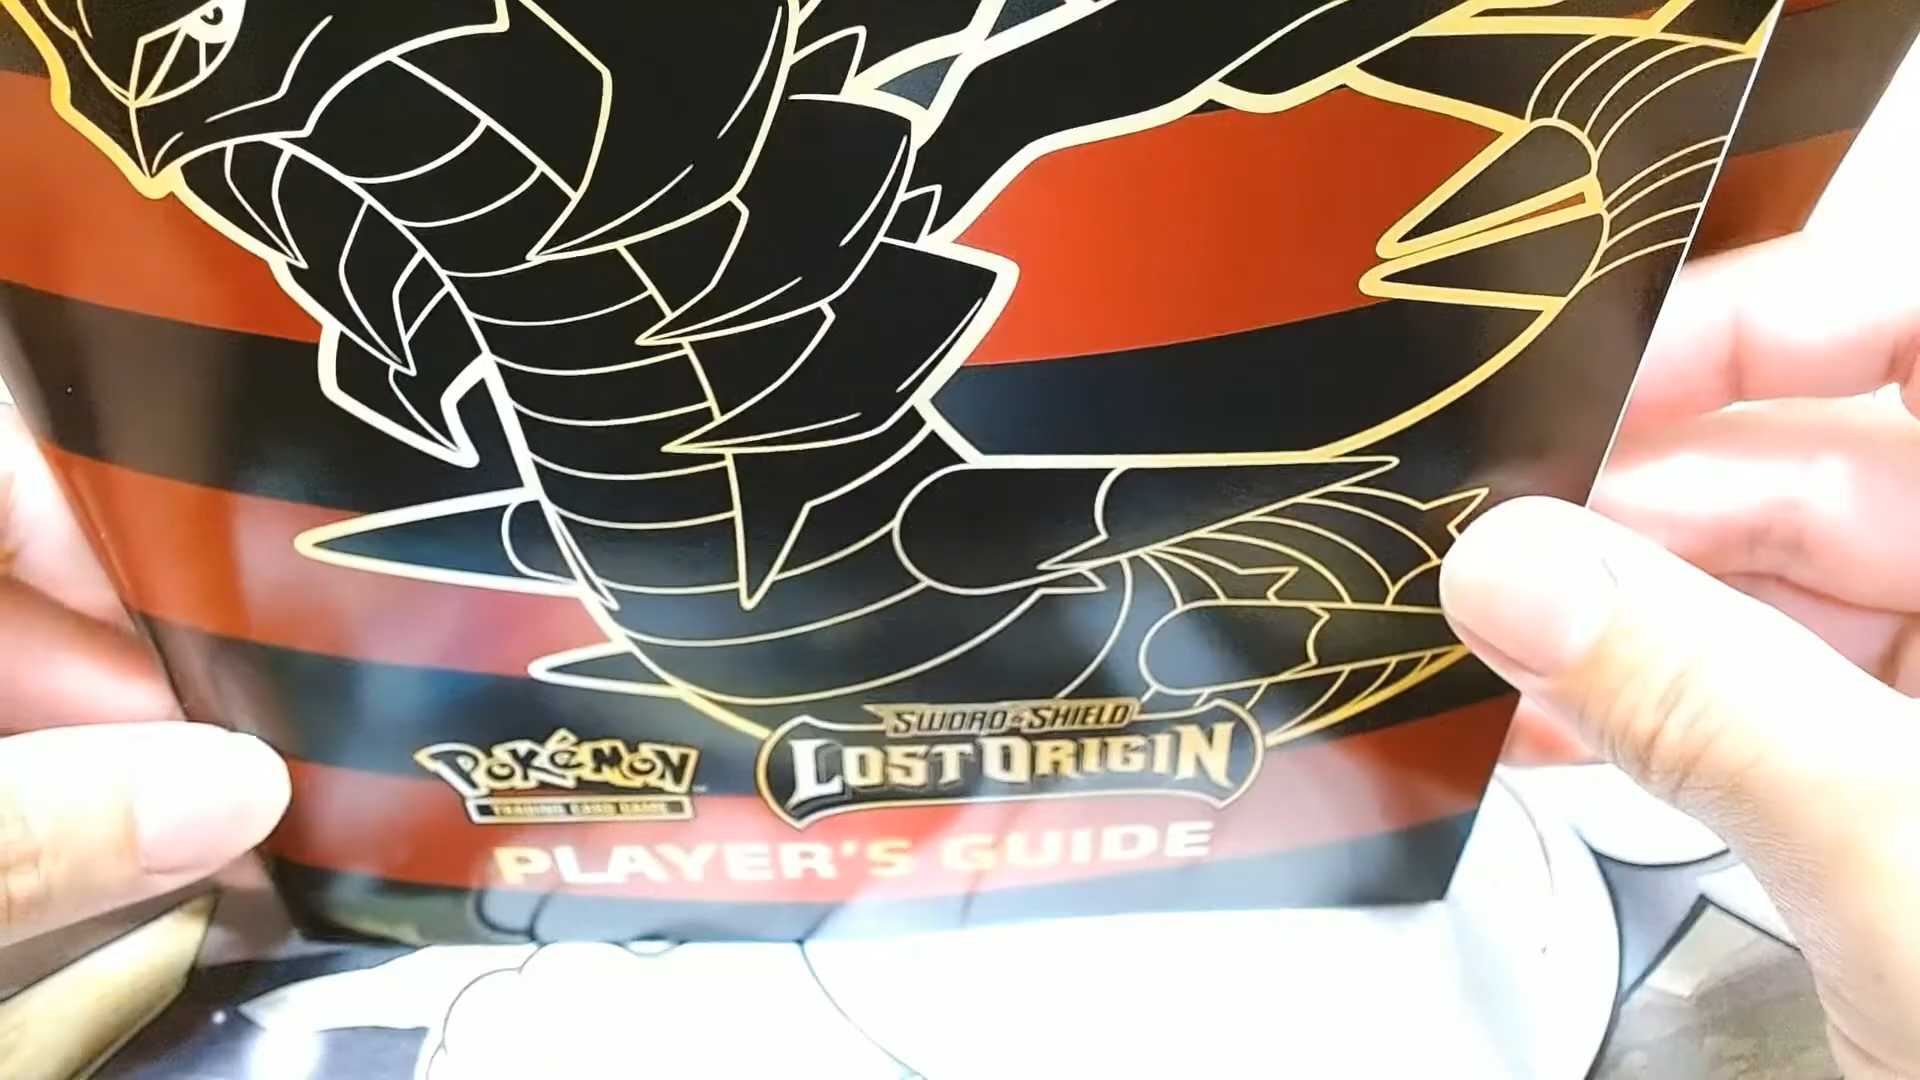 SWORD & SHIELD
POKÉMON
LOST ORIGIN
TRADING CARD GAME
PLAYER'S GUIDE